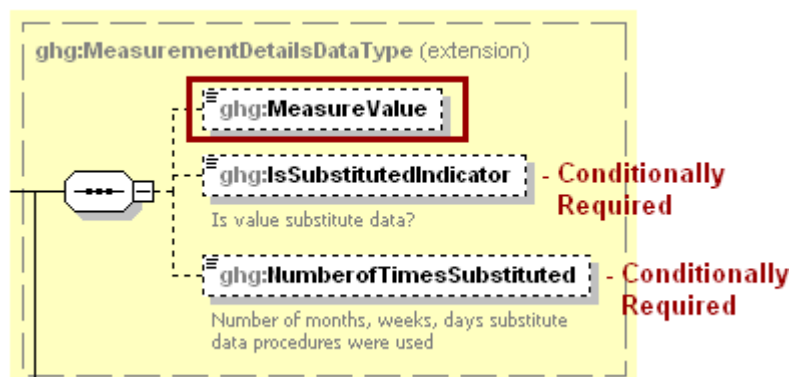 ghg:MeasurementDetailsDataType (extension)
ghg:MeasureValue
ghg:IsSubstitutedIndicator
- Conditionally
Required
Is value substitute data?
ghg:NumberofTimesSubstituted
- Conditionally
Required
Number of months, weeks, days substitute
data procedures were used